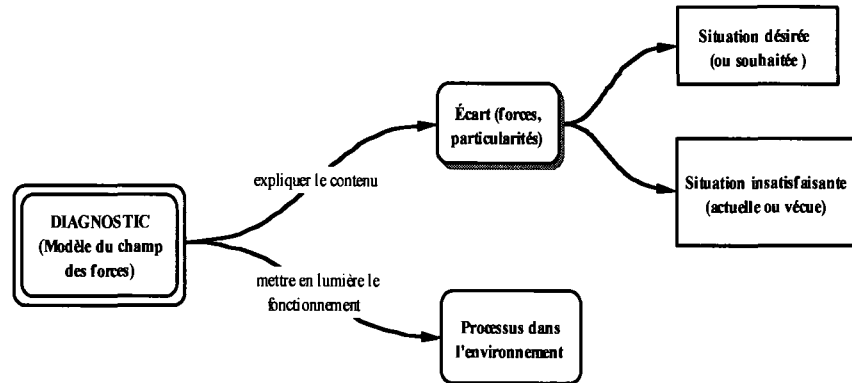 DIAGNOSTIC
(Modèle du champ
des forces)
expliquer le contenu
mettre en lumière le
fonctionnement
Écart (forces,
particularités)
Situation désirée
(ou souhaitée )
Situation insatisfaisante
(actuelle ou vécue)
Processus dans
l'environnement